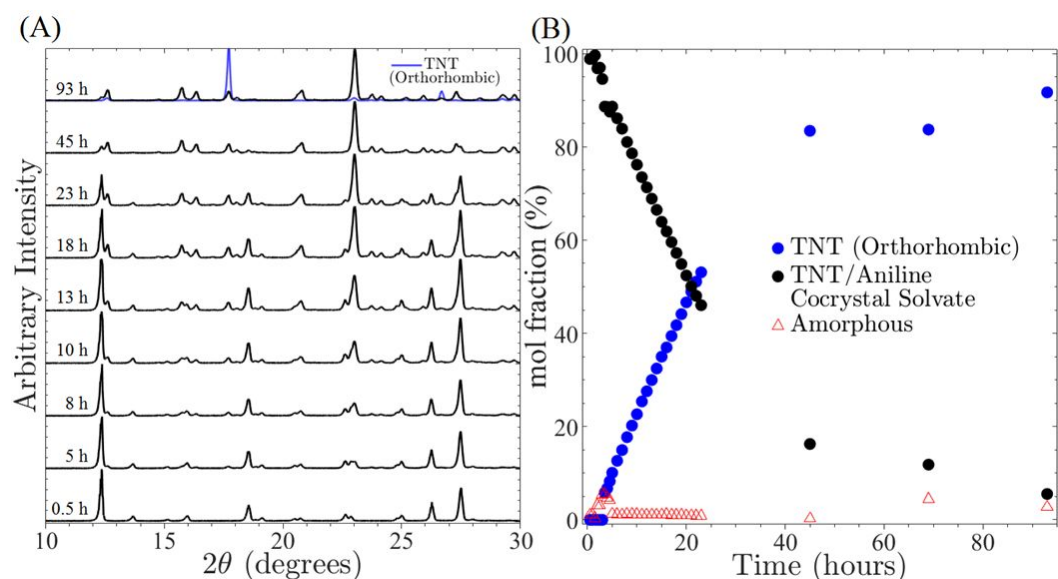 (A)
TNT
(Orthorhombic)
93 h
45 h
23 h
18 h
13 h
10 h
8 h
5 h
0.5 h
Arbitrary Intensity
10 15 20 25 30
2θ (degrees)
(B)
100
80
60
40
20
0
mol fraction (%)
TNT (Orthorhombic)
TNT/Aniline
Cocrystal Solvate
Amorphous
0 20 40 60 80
Time (hours)